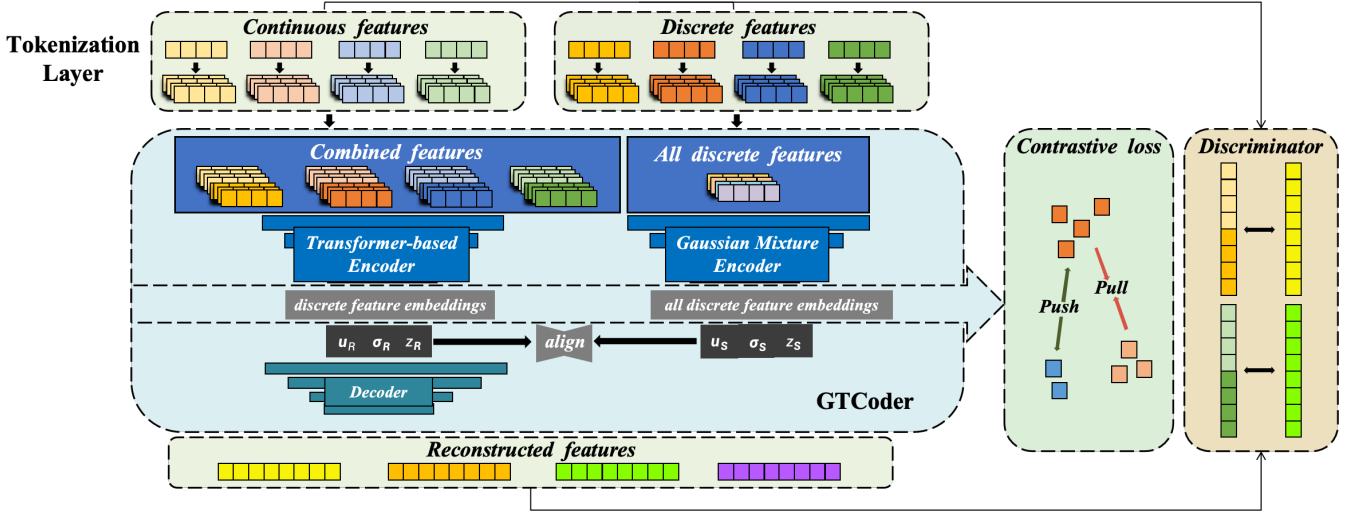 Tokenization
Layer
Continuous features
Discrete features
Combined features
All discrete features
Transformer-based
Encoder
Gaussian Mixture
Encoder
discrete feature embeddings
all discrete feature embeddings
u_R σ_R z_R
align
u_S σ_S z_S
Decoder
GTCoder
Reconstructed features
Contrastive loss
Push
Pull
Discriminator